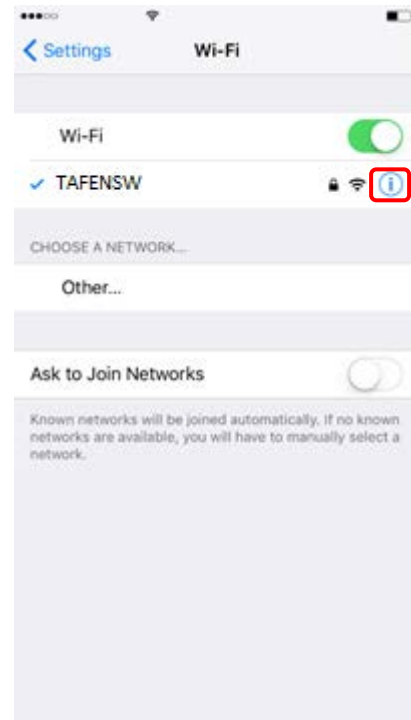 Settings
Wi-Fi
Wi-Fi
TAFENSW
CHOOSE A NETWORK...
Other...
Ask to Join Networks
Known networks will be joined automatically. If no known
networks are available, you will have to manually select a
network.